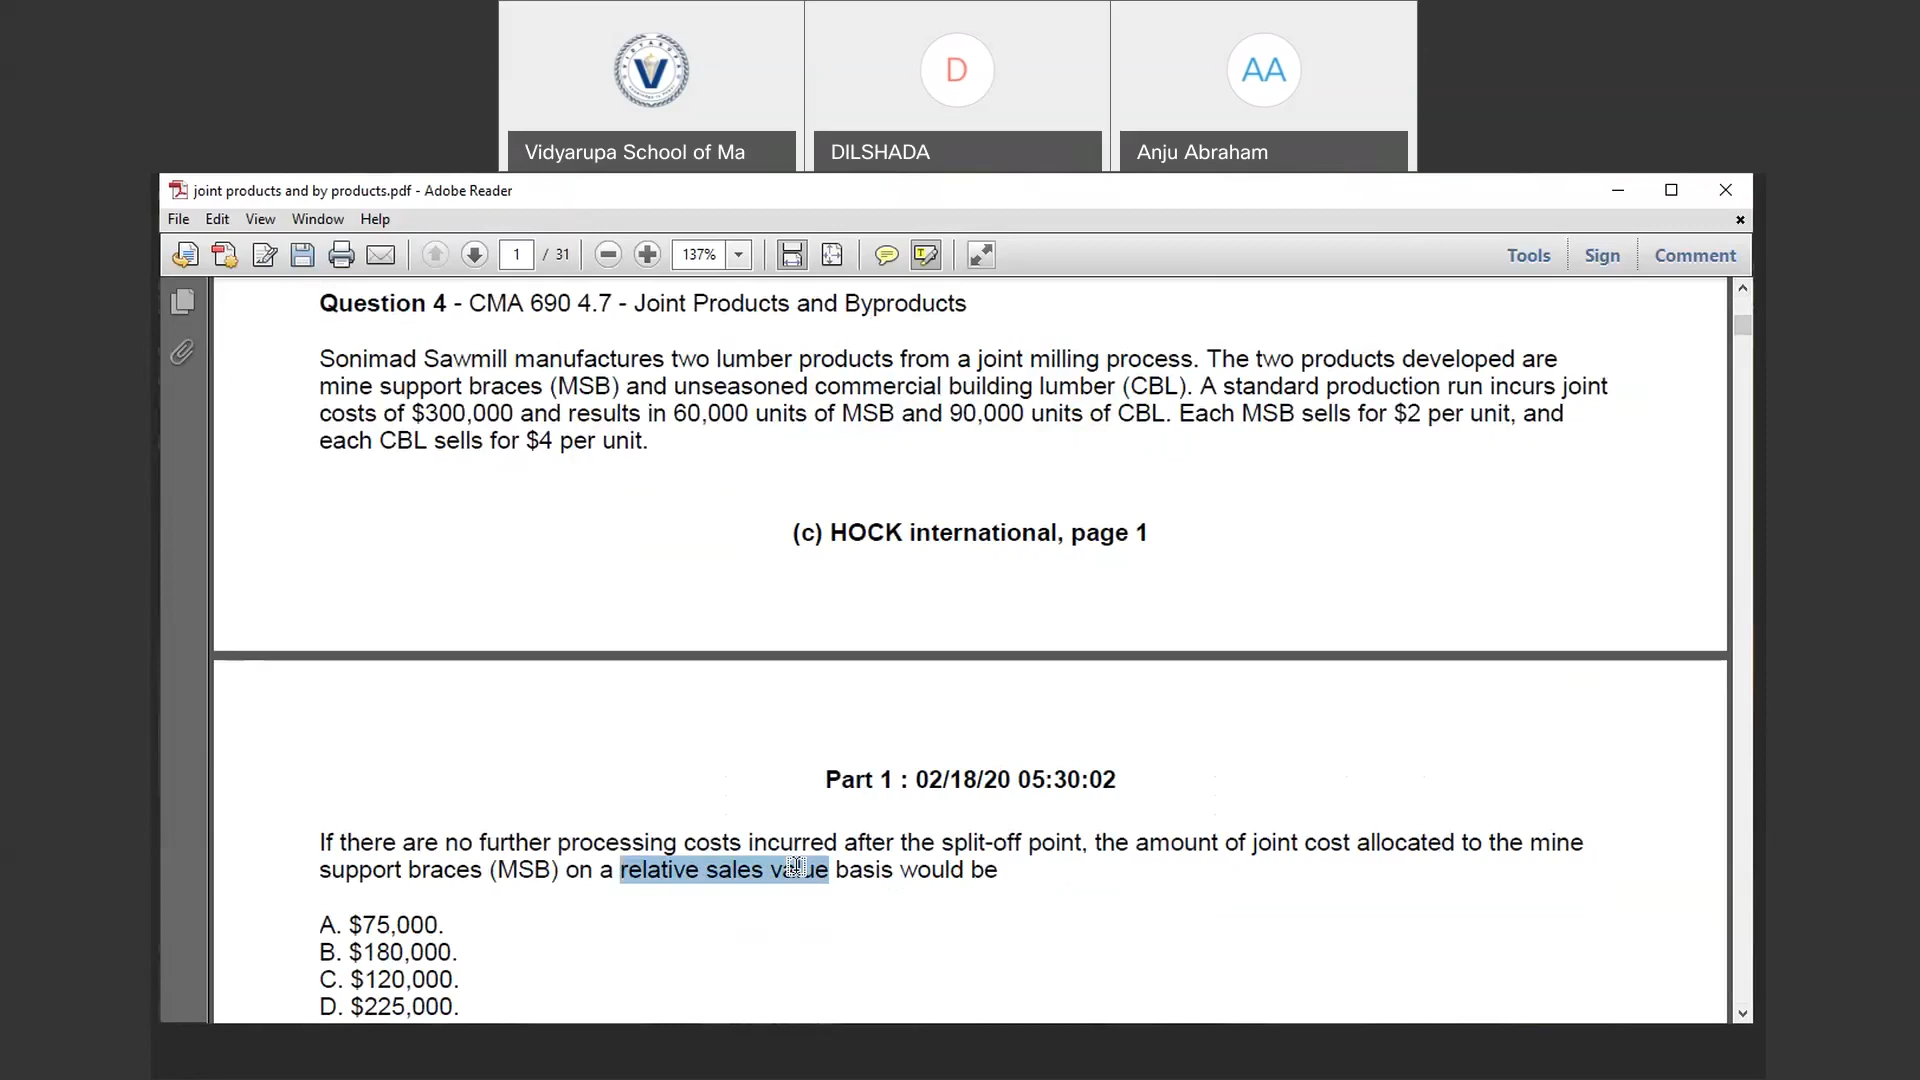 D
AA
Vidyarupa School of Ma
DILSHADA
Anju Abraham
joint products and by products.pdf - Adobe Reader
File Edit View Window Help
1 / 31 137% Tools Sign Comment
Question 4 - CMA 690 4.7 - Joint Products and Byproducts
Sonimad Sawmill manufactures two lumber products from a joint milling process. The two products developed are
mine support braces (MSB) and unseasoned commercial building lumber (CBL). A standard production run incurs joint
costs of $300,000 and results in 60,000 units of MSB and 90,000 units of CBL. Each MSB sells for $2 per unit, and
each CBL sells for $4 per unit.
(c) HOCK international, page 1
Part 1 : 02/18/20 05:30:02
If there are no further processing costs incurred after the split-off point, the amount of joint cost allocated to the mine
support braces (MSB) on a relative sales value basis would be
A. $75,000.
B. $180,000.
C. $120,000.
D. $225,000.